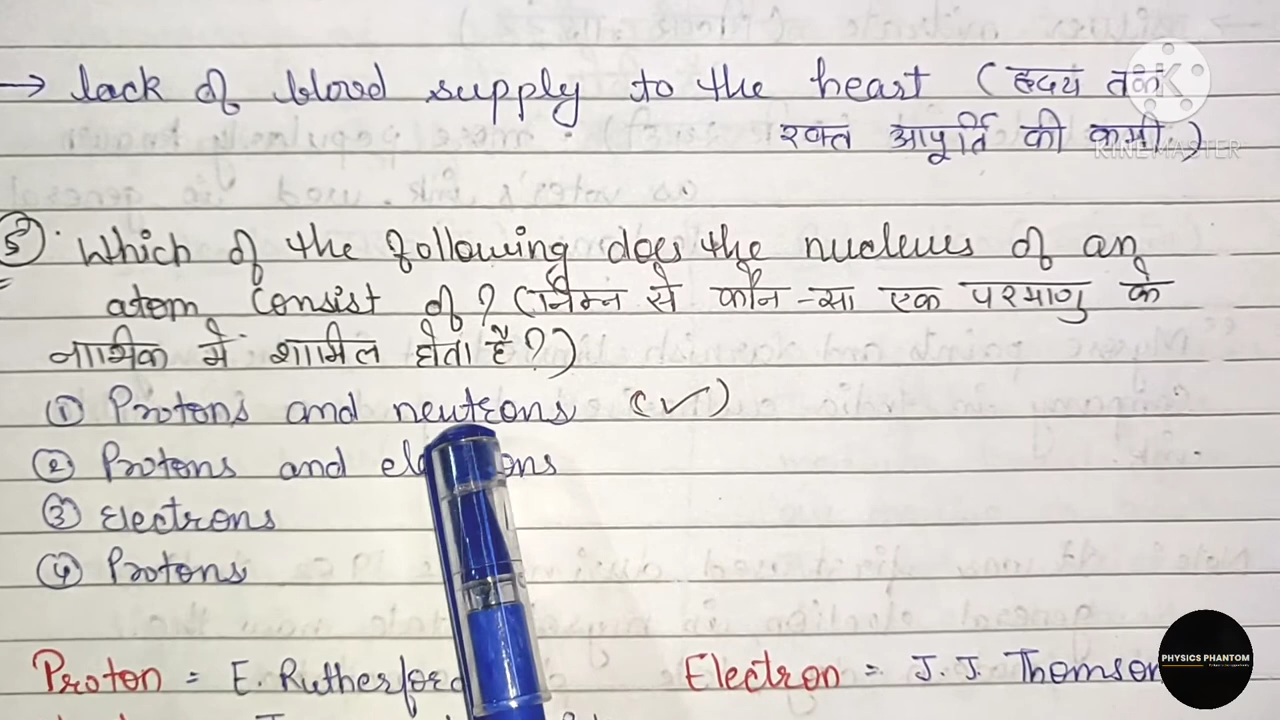 → lack of blood supply to the heart (हृदय तक
रक्त आपूर्ति की कमी)
KINEMASTER
5. Which of the following does the nucleus of an
atom consist of? (निम्न से कौन-सा एक परमाणु के
नाभिक में शामिल होता है?)
① Protons and neutrons (✓)
② Protons and electrons
③ Electrons
④ Protons
Proton = E. Rutherford
Electron = J. J. Thomson
PHYSICS PHANTOM